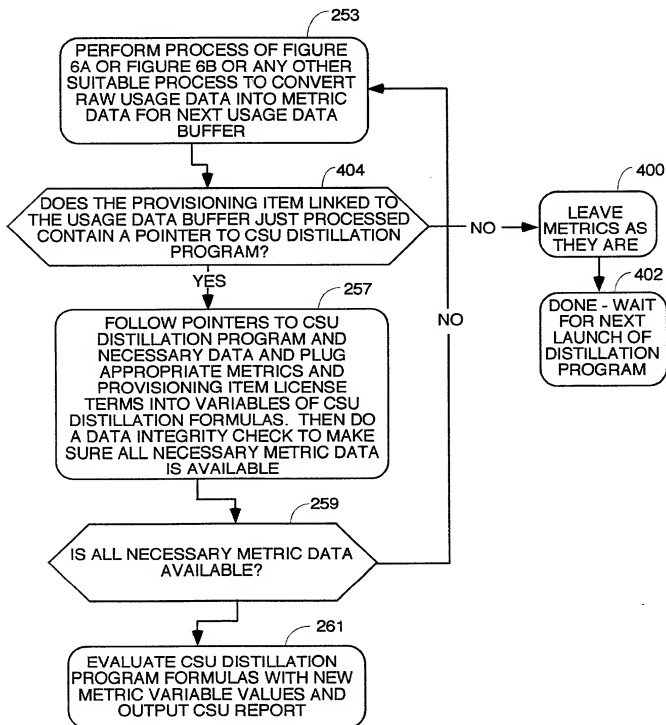 253
PERFORM PROCESS OF FIGURE
6A OR FIGURE 6B OR ANY OTHER
SUITABLE PROCESS TO CONVERT
RAW USAGE DATA INTO METRIC
DATA FOR NEXT USAGE DATA
BUFFER
404
DOES THE PROVISIONING ITEM LINKED TO
THE USAGE DATA BUFFER JUST PROCESSED
CONTAIN A POINTER TO CSU DISTILLATION
PROGRAM?
NO
400
LEAVE
METRICS AS
THEY ARE
402
DONE - WAIT
FOR NEXT
LAUNCH OF
DISTILLATION
PROGRAM
YES
257
FOLLOW POINTERS TO CSU
DISTILLATION PROGRAM AND
NECESSARY DATA AND PLUG
APPROPRIATE METRICS AND
PROVISIONING ITEM LICENSE
TERMS INTO VARIABLES OF CSU
DISTILLATION FORMULAS. THEN DO
A DATA INTEGRITY CHECK TO MAKE
SURE ALL NECESSARY METRIC DATA
IS AVAILABLE
NO
259
IS ALL NECESSARY METRIC DATA
AVAILABLE?
261
EVALUATE CSU DISTILLATION
PROGRAM FORMULAS WITH NEW
METRIC VARIABLE VALUES AND
OUTPUT CSU REPORT